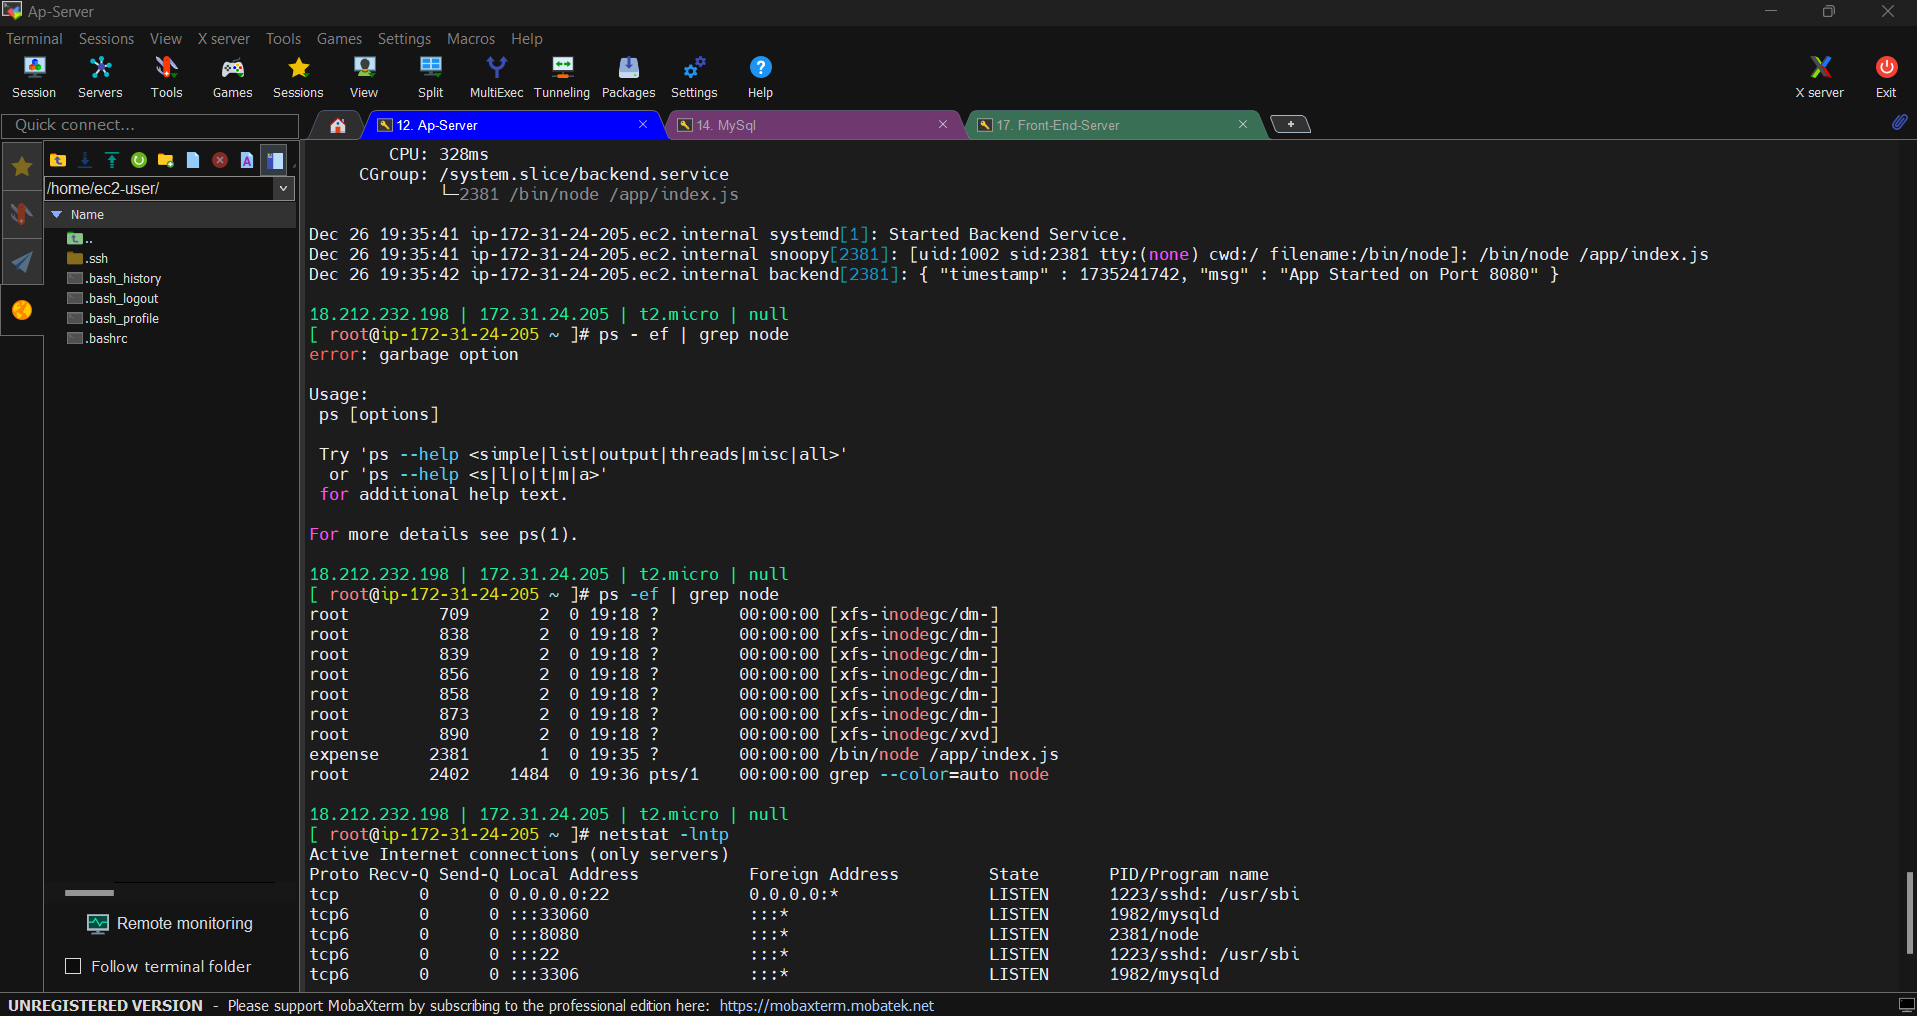 Ap-Server
Terminal Sessions View X server Tools Games Settings Macros Help
Session Servers Tools Games Sessions View Split MultiExec Tunneling Packages Settings Help X server Exit
Quick connect...
12. Ap-Server 14. MySql 17. Front-End-Server
/home/ec2-user/
Name
..
.ssh
.bash_history
.bash_logout
.bash_profile
.bashrc
Remote monitoring
Follow terminal folder
CPU: 328ms
CGroup: /system.slice/backend.service
└─2381 /bin/node /app/index.js
Dec 26 19:35:41 ip-172-31-24-205.ec2.internal systemd[1]: Started Backend Service.
Dec 26 19:35:41 ip-172-31-24-205.ec2.internal snoopy[2381]: [uid:1002 sid:2381 tty:(none) cwd:/ filename:/bin/node]: /bin/node /app/index.js
Dec 26 19:35:42 ip-172-31-24-205.ec2.internal backend[2381]: { "timestamp" : 1735241742, "msg" : "App Started on Port 8080" }
18.212.232.198 | 172.31.24.205 | t2.micro | null
[ root@ip-172-31-24-205 ~ ]# ps - ef | grep node
error: garbage option
Usage:
ps [options]
Try 'ps --help <simple|list|output|threads|misc|all>'
or 'ps --help <s|l|o|t|m|a>'
for additional help text.
For more details see ps(1).
18.212.232.198 | 172.31.24.205 | t2.micro | null
[ root@ip-172-31-24-205 ~ ]# ps -ef | grep node
root 709 2 0 19:18 ? 00:00:00 [xfs-inodegc/dm-]
root 838 2 0 19:18 ? 00:00:00 [xfs-inodegc/dm-]
root 839 2 0 19:18 ? 00:00:00 [xfs-inodegc/dm-]
root 856 2 0 19:18 ? 00:00:00 [xfs-inodegc/dm-]
root 858 2 0 19:18 ? 00:00:00 [xfs-inodegc/dm-]
root 873 2 0 19:18 ? 00:00:00 [xfs-inodegc/dm-]
root 890 2 0 19:18 ? 00:00:00 [xfs-inodegc/xvd]
expense 2381 1 0 19:35 ? 00:00:00 /bin/node /app/index.js
root 2402 1484 0 19:36 pts/1 00:00:00 grep --color=auto node
18.212.232.198 | 172.31.24.205 | t2.micro | null
[ root@ip-172-31-24-205 ~ ]# netstat -lntp
Active Internet connections (only servers)
Proto Recv-Q Send-Q Local Address Foreign Address State PID/Program name
tcp 0 0 0.0.0.0:22 0.0.0.0:* LISTEN 1223/sshd: /usr/sbi
tcp6 0 0 :::33060 :::* LISTEN 1982/mysqld
tcp6 0 0 :::8080 :::* LISTEN 2381/node
tcp6 0 0 :::22 :::* LISTEN 1223/sshd: /usr/sbi
tcp6 0 0 :::3306 :::* LISTEN 1982/mysqld
UNREGISTERED VERSION - Please support MobaXterm by subscribing to the professional edition here: https://mobaxterm.mobatek.net